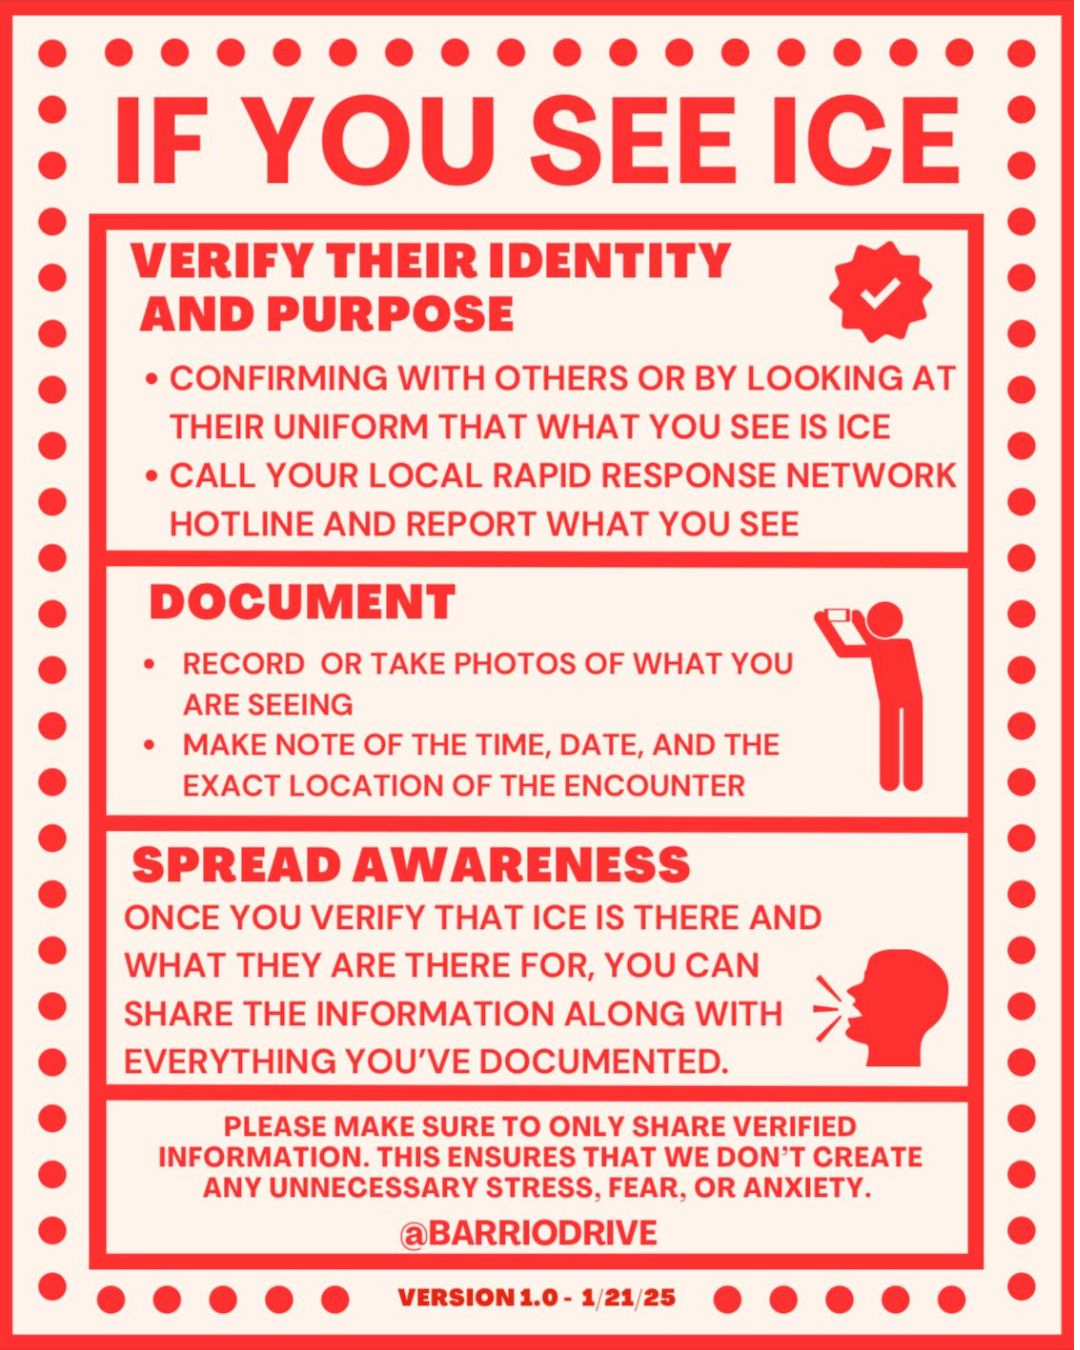 IF YOU SEE ICE
VERIFY THEIR IDENTITY
AND PURPOSE
• CONFIRMING WITH OTHERS OR BY LOOKING AT
THEIR UNIFORM THAT WHAT YOU SEE IS ICE
• CALL YOUR LOCAL RAPID RESPONSE NETWORK
HOTLINE AND REPORT WHAT YOU SEE
DOCUMENT
• RECORD OR TAKE PHOTOS OF WHAT YOU
ARE SEEING
• MAKE NOTE OF THE TIME, DATE, AND THE
EXACT LOCATION OF THE ENCOUNTER
SPREAD AWARENESS
ONCE YOU VERIFY THAT ICE IS THERE AND
WHAT THEY ARE THERE FOR, YOU CAN
SHARE THE INFORMATION ALONG WITH
EVERYTHING YOU'VE DOCUMENTED.
PLEASE MAKE SURE TO ONLY SHARE VERIFIED
INFORMATION. THIS ENSURES THAT WE DON'T CREATE
ANY UNNECESSARY STRESS, FEAR, OR ANXIETY.
@BARRIODRIVE
VERSION 1.0 - 1/21/25